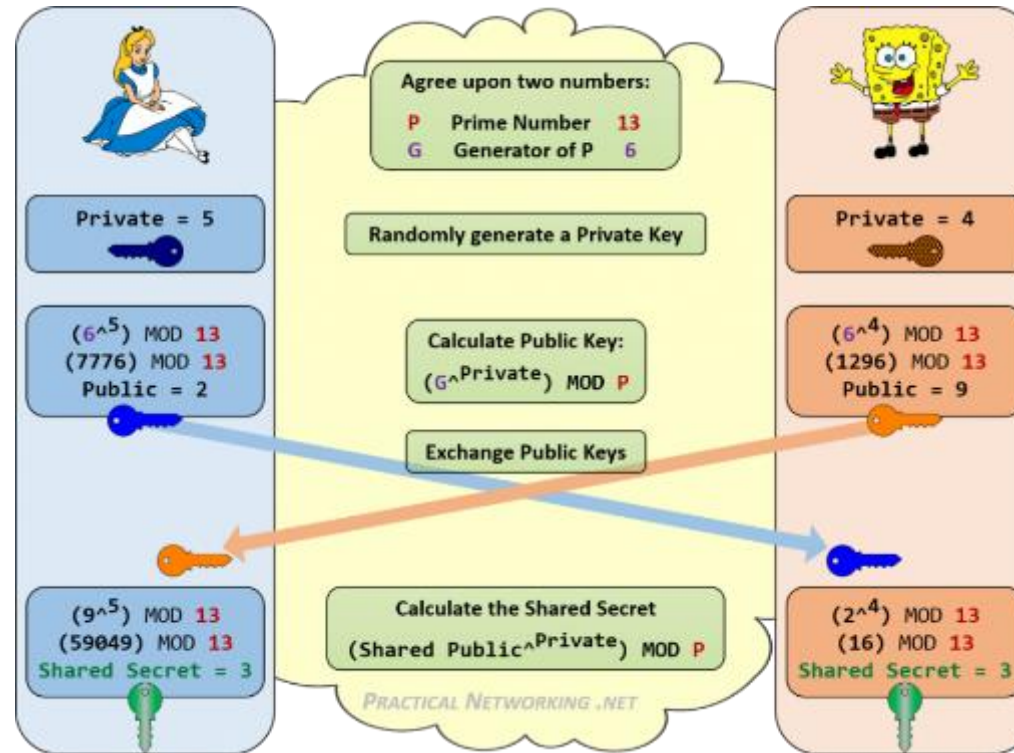 Agree upon two numbers:
P Prime Number 13
G Generator of P 6
Private = 5
Randomly generate a Private Key
Private = 4
(6^5) MOD 13
(7776) MOD 13
Public = 2
Calculate Public Key:
(G^Private) MOD P
(6^4) MOD 13
(1296) MOD 13
Public = 9
Exchange Public Keys
(9^5) MOD 13
(59049) MOD 13
Shared Secret = 3
Calculate the Shared Secret
(Shared Public^Private) MOD P
(2^4) MOD 13
(16) MOD 13
Shared Secret = 3
PRACTICAL NETWORKING .NET